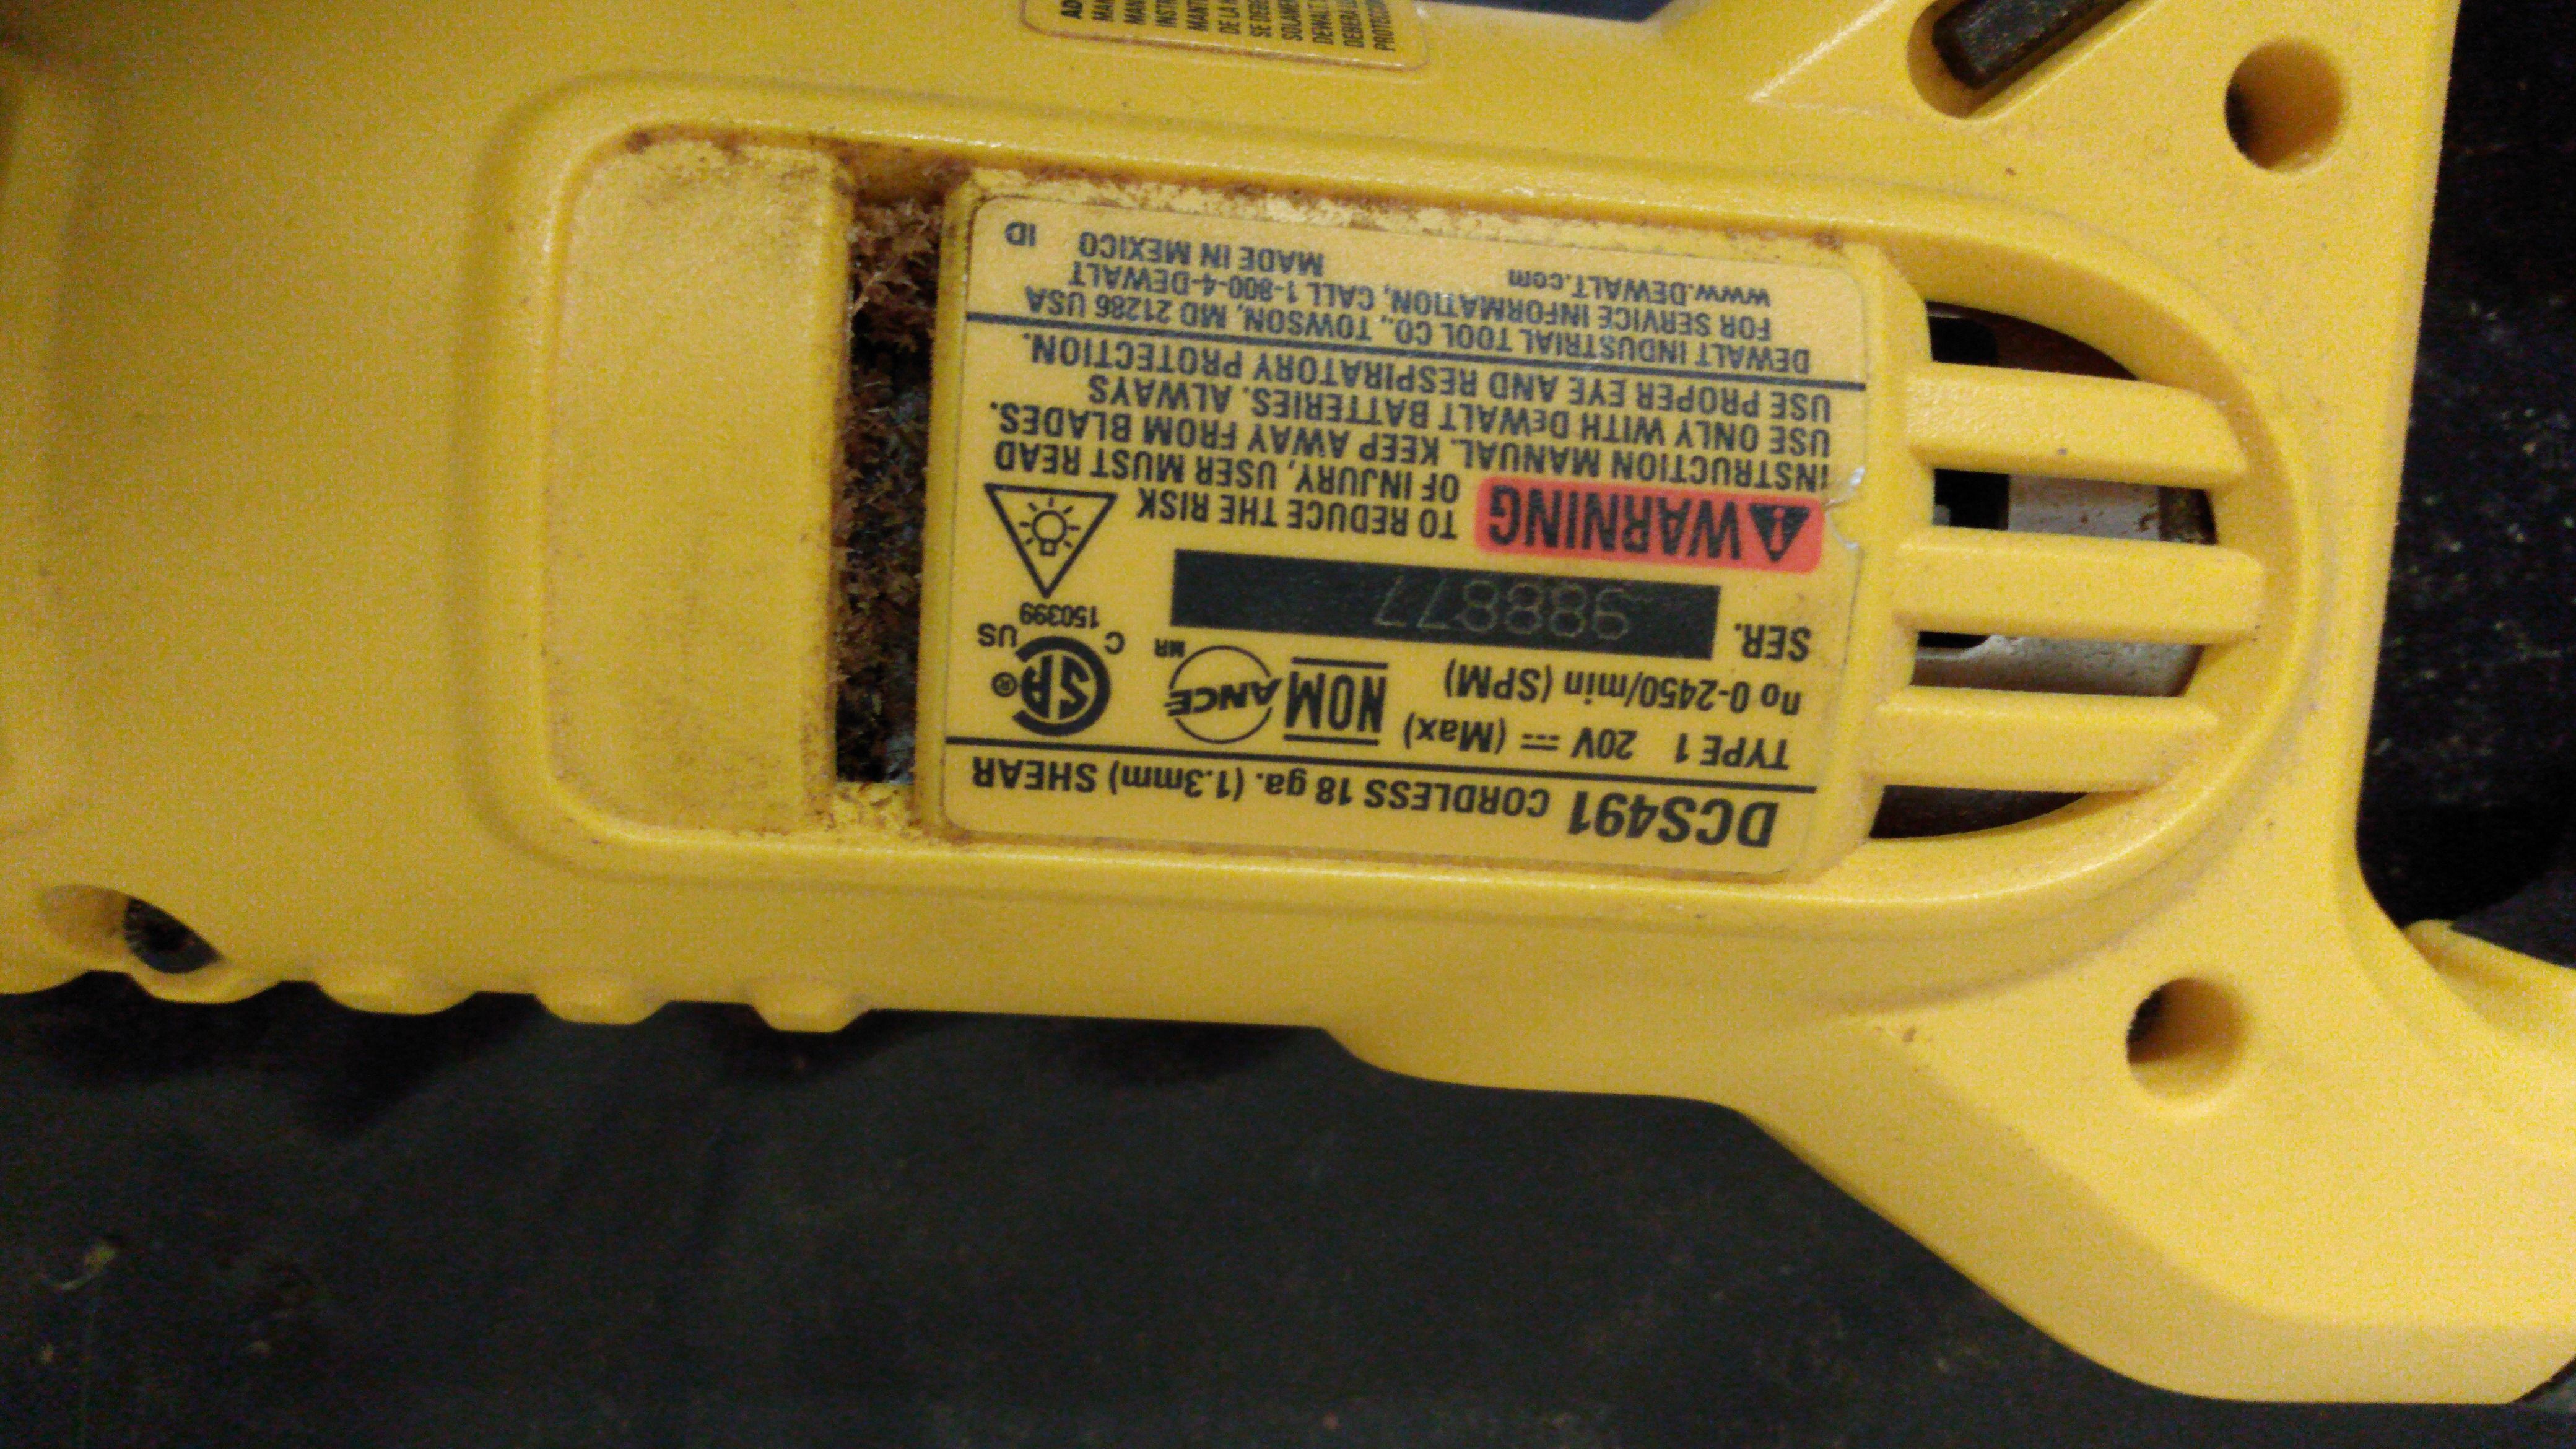 DCS491 CORDLESS 18 ga. (1.3mm) SHEAR
TYPE 1 20V ⎓ (Max)
n₀ 0-2450/min (SPM)
NOM
ANCE
MR
SA®
C US
150399
SER. 988877
⚠WARNING TO REDUCE THE RISK
OF INJURY, USER MUST READ
INSTRUCTION MANUAL. KEEP AWAY FROM BLADES.
USE ONLY WITH DEWALT BATTERIES. ALWAYS
USE PROPER EYE AND RESPIRATORY PROTECTION.
DEWALT INDUSTRIAL TOOL CO., TOWSON, MD 21286 USA
FOR SERVICE INFORMATION, CALL 1-800-4-DEWALT
www.DEWALT.com MADE IN MEXICO ID